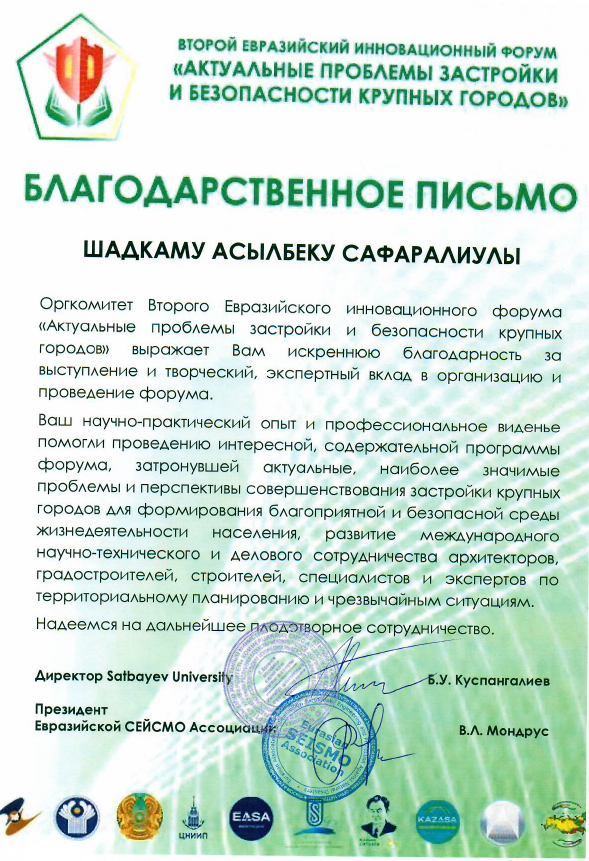 ВТОРОЙ ЕВРАЗИЙСКИЙ ИННОВАЦИОННЫЙ ФОРУМ
«АКТУАЛЬНЫЕ ПРОБЛЕМЫ ЗАСТРОЙКИ
И БЕЗОПАСНОСТИ КРУПНЫХ ГОРОДОВ»
БЛАГОДАРСТВЕННОЕ ПИСЬМО
ШАДКАМУ АСЫЛБЕКУ САФАРАЛИУЛЫ
Оргкомитет Второго Евразийского инновационного форума
«Актуальные проблемы застройки и безопасности крупных
городов» выражает Вам искреннюю благодарность за
выступление и творческий, экспертный вклад в организацию и
проведение форума.
Ваш научно-практический опыт и профессиональное виденье
помогли проведению интересной, содержательной программы
форума, затронувшей актуальные, наиболее значимые
проблемы и перспективы совершенствования застройки крупных
городов для формирования благоприятной и безопасной среды
жизнедеятельности населения, развитие международного
научно-технического и делового сотрудничества архитекторов,
градостроителей, строителей, специалистов и экспертов по
территориальному планированию и чрезвычайным ситуациям.
Надеемся на дальнейшее плодотворное сотрудничество.
Директор Satbayev University
Б.У. Куспангалиев
Президент
Евразийской СЕЙСМО Ассоциации
В.Л. Мондрус
Eurasian
SEISMO
Association
ЦНИИП
EASA
KAZASA